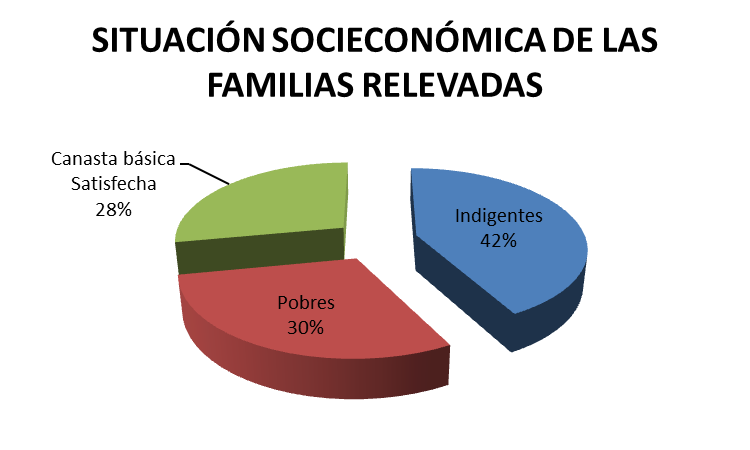 SITUACIÓN SOCIECONÓMICA DE LAS
FAMILIAS RELEVADAS
Canasta básica
Satisfecha
28%
Indigentes
42%
Pobres
30%